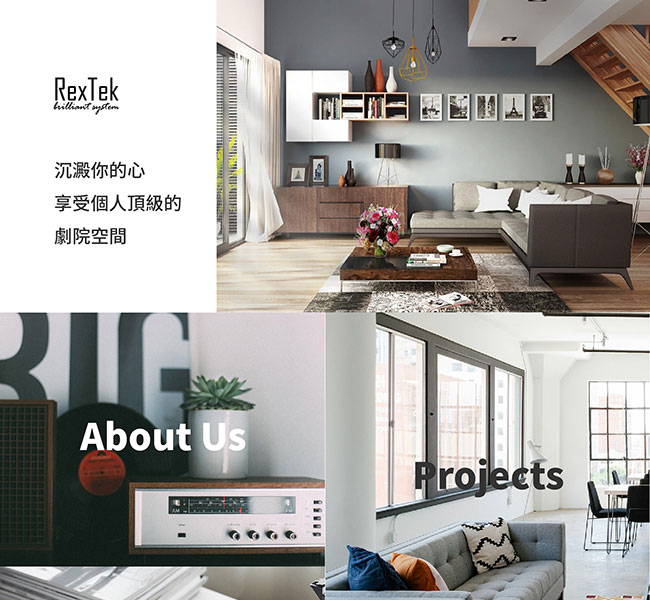 RexTek
brilliant system
沉澱你的心
享受個人頂級的
劇院空間
BIG
About Us
AM
Projects